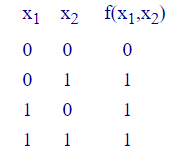 x₁ x₂ f(x₁,x₂)
0 0 0
0 1 1
1 0 1
1 1 1